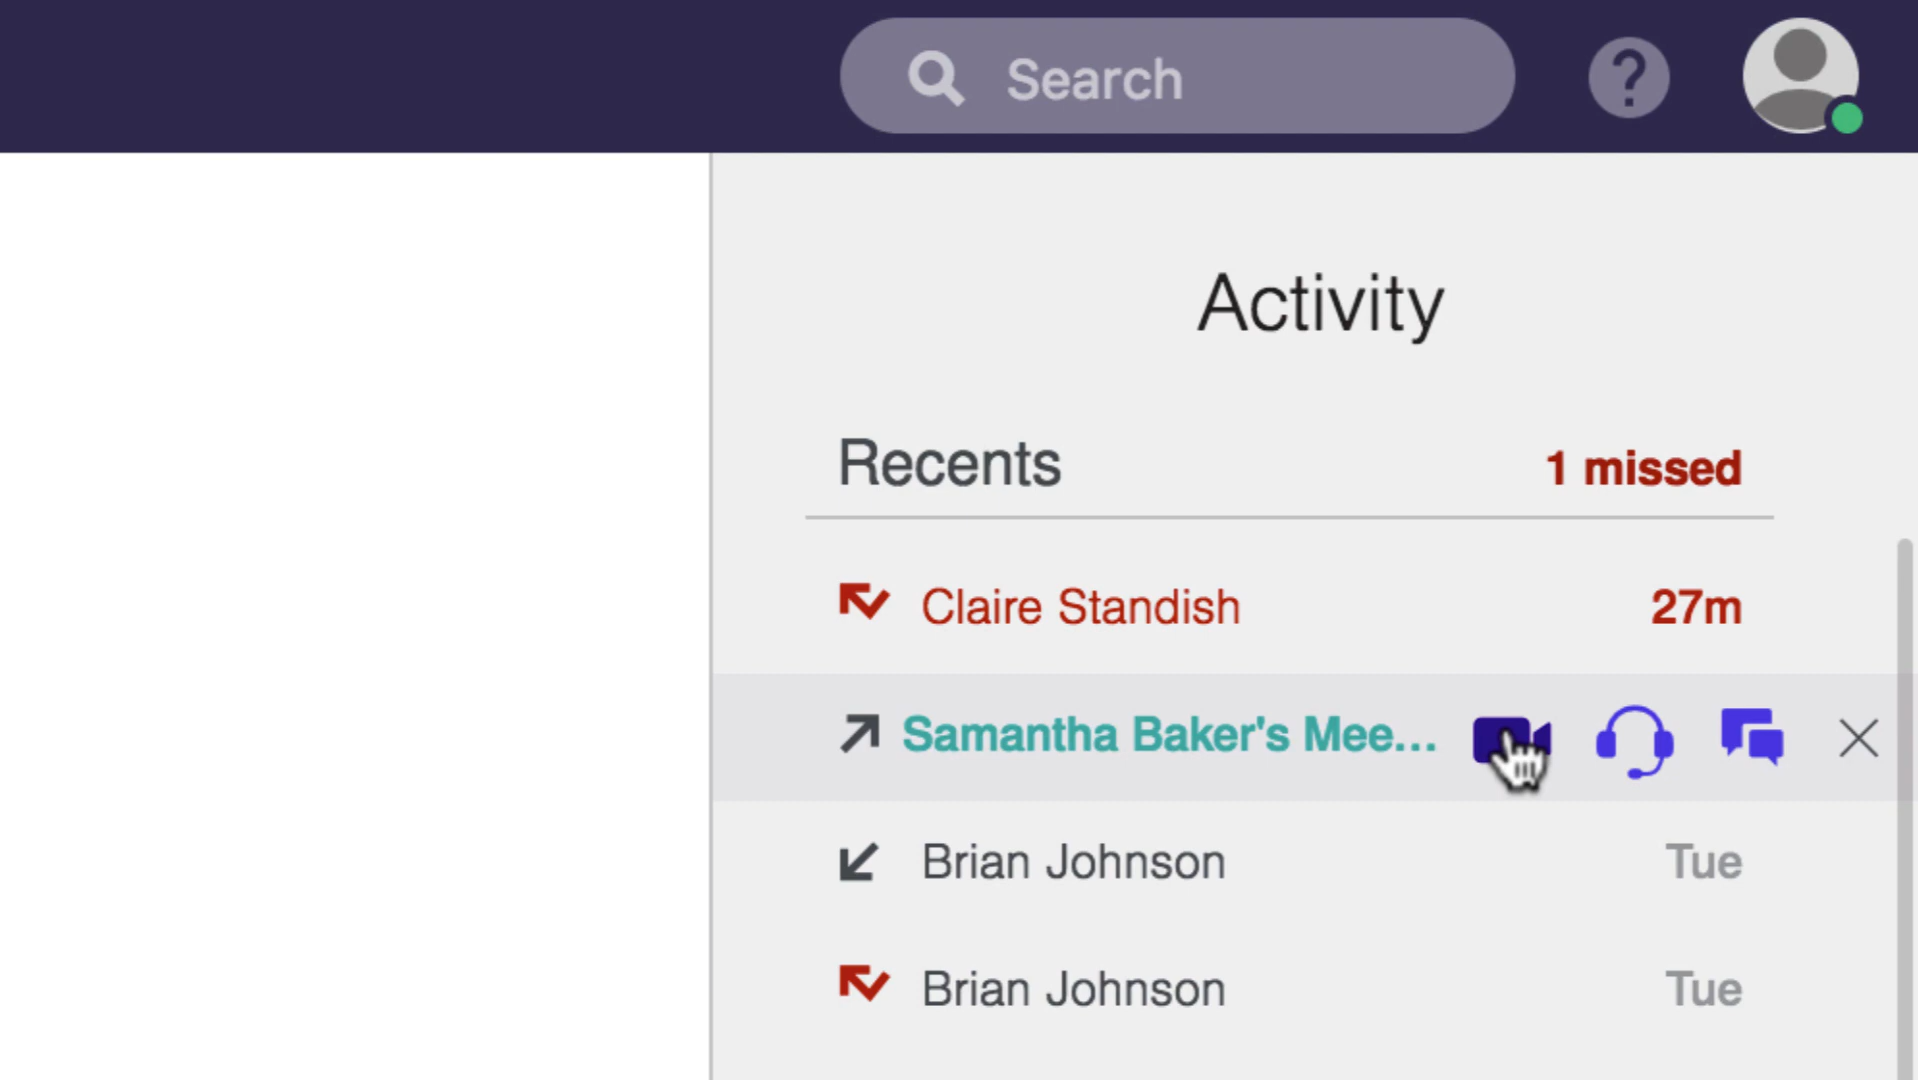 Search
?
Activity
Recents 1 missed
Claire Standish 27m
Samantha Baker's Mee...
Brian Johnson Tue
Brian Johnson Tue